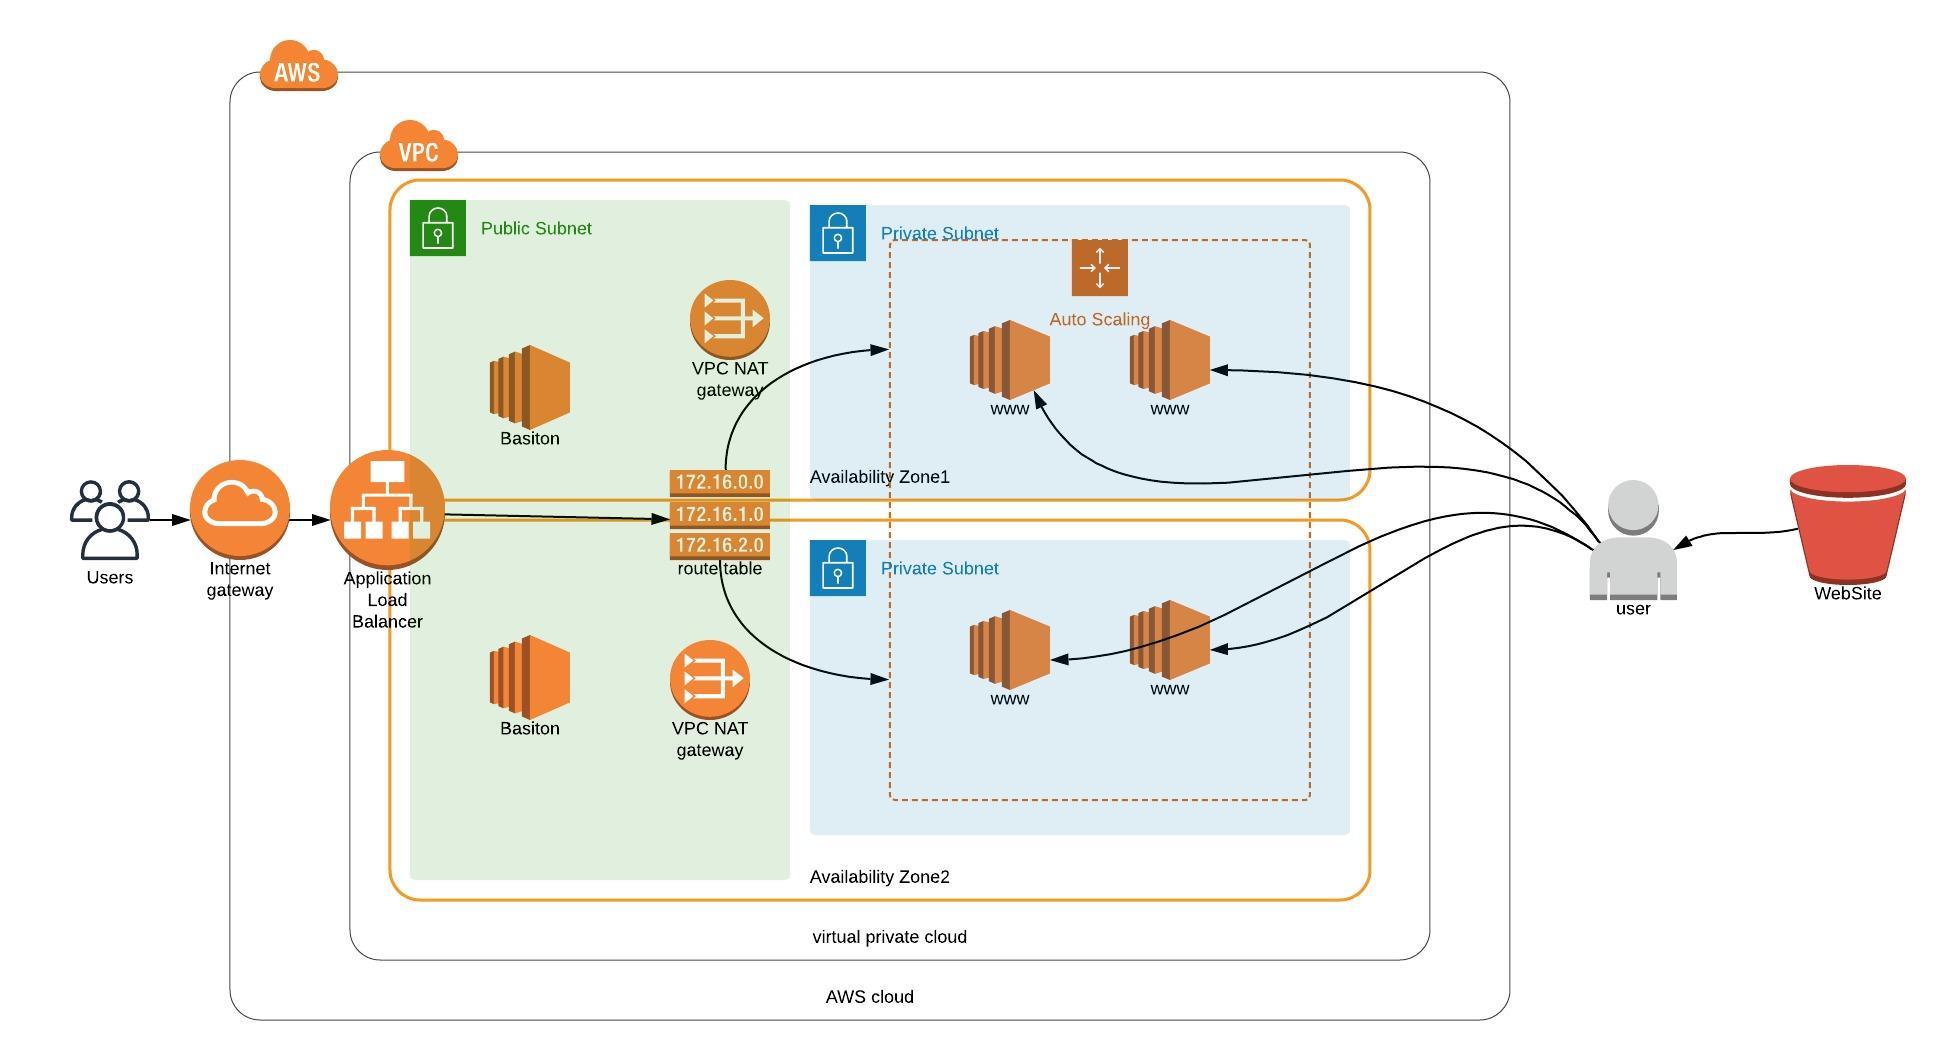 AWS
VPC
Public Subnet
Private Subnet
Auto Scaling
VPC NAT
gateway
www
www
Basiton
Availability Zone1
172.16.0.0
172.16.1.0
172.16.2.0
route table
Users
Internet
gateway
Application
Load
Balancer
Private Subnet
user
WebSite
www
www
Basiton
VPC NAT
gateway
Availability Zone2
virtual private cloud
AWS cloud